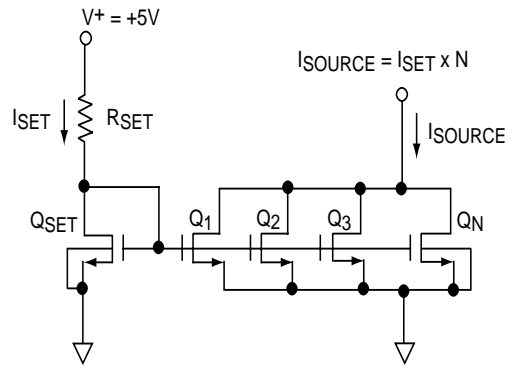 V+ = +5V
ISOURCE = ISET x N
ISET
RSET
ISOURCE
QSET
Q1
Q2
Q3
QN